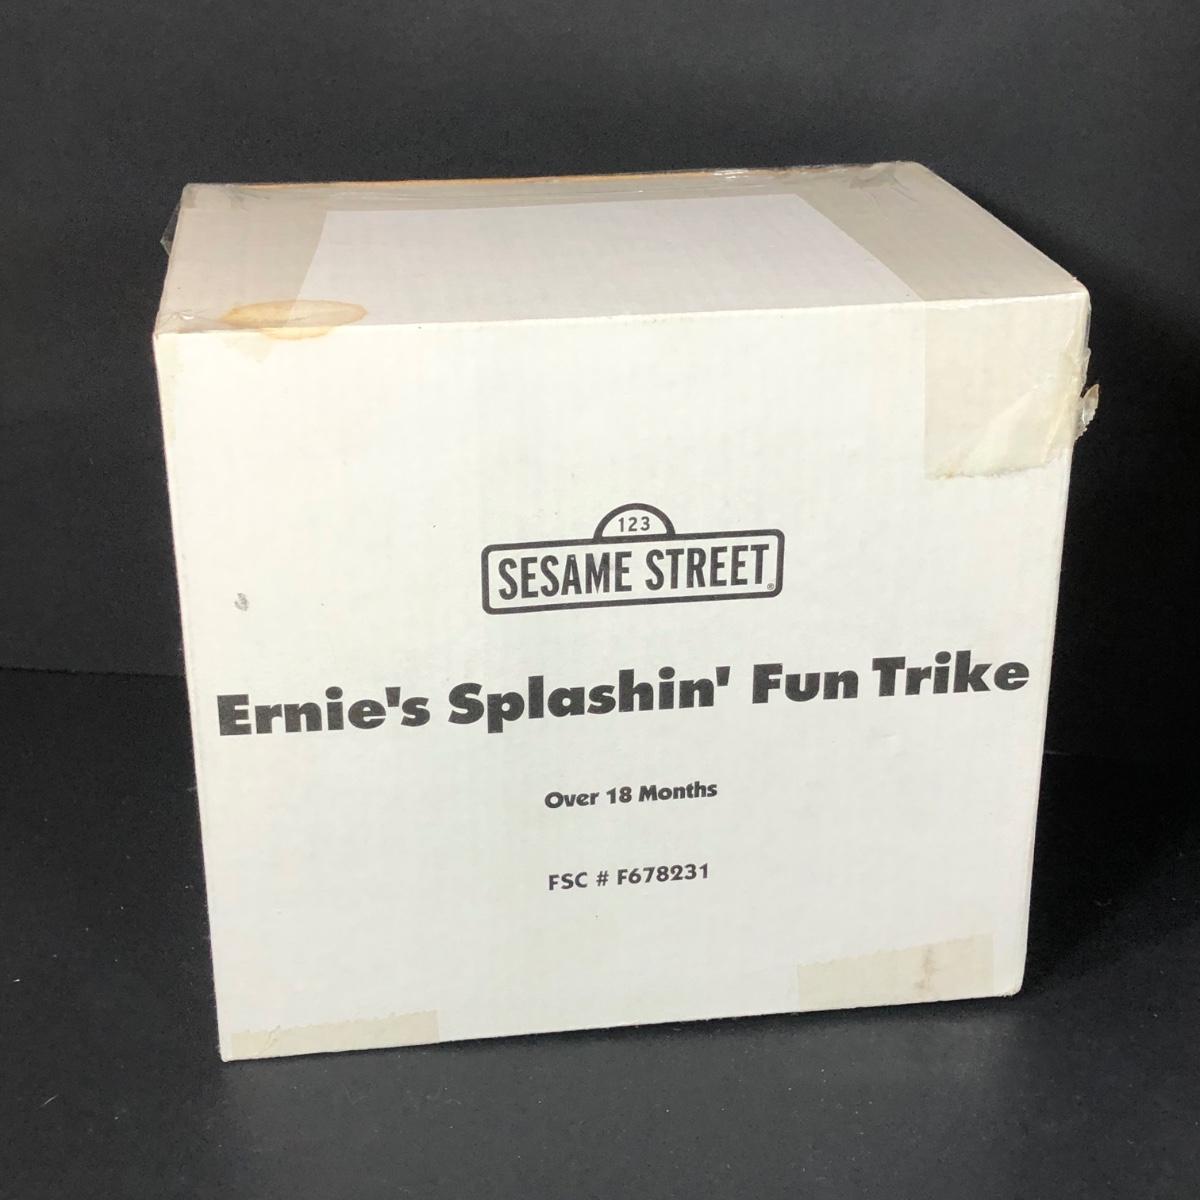 123
SESAME STREET®
Ernie's Splashin' Fun Trike
Over 18 Months
FSC # F678231